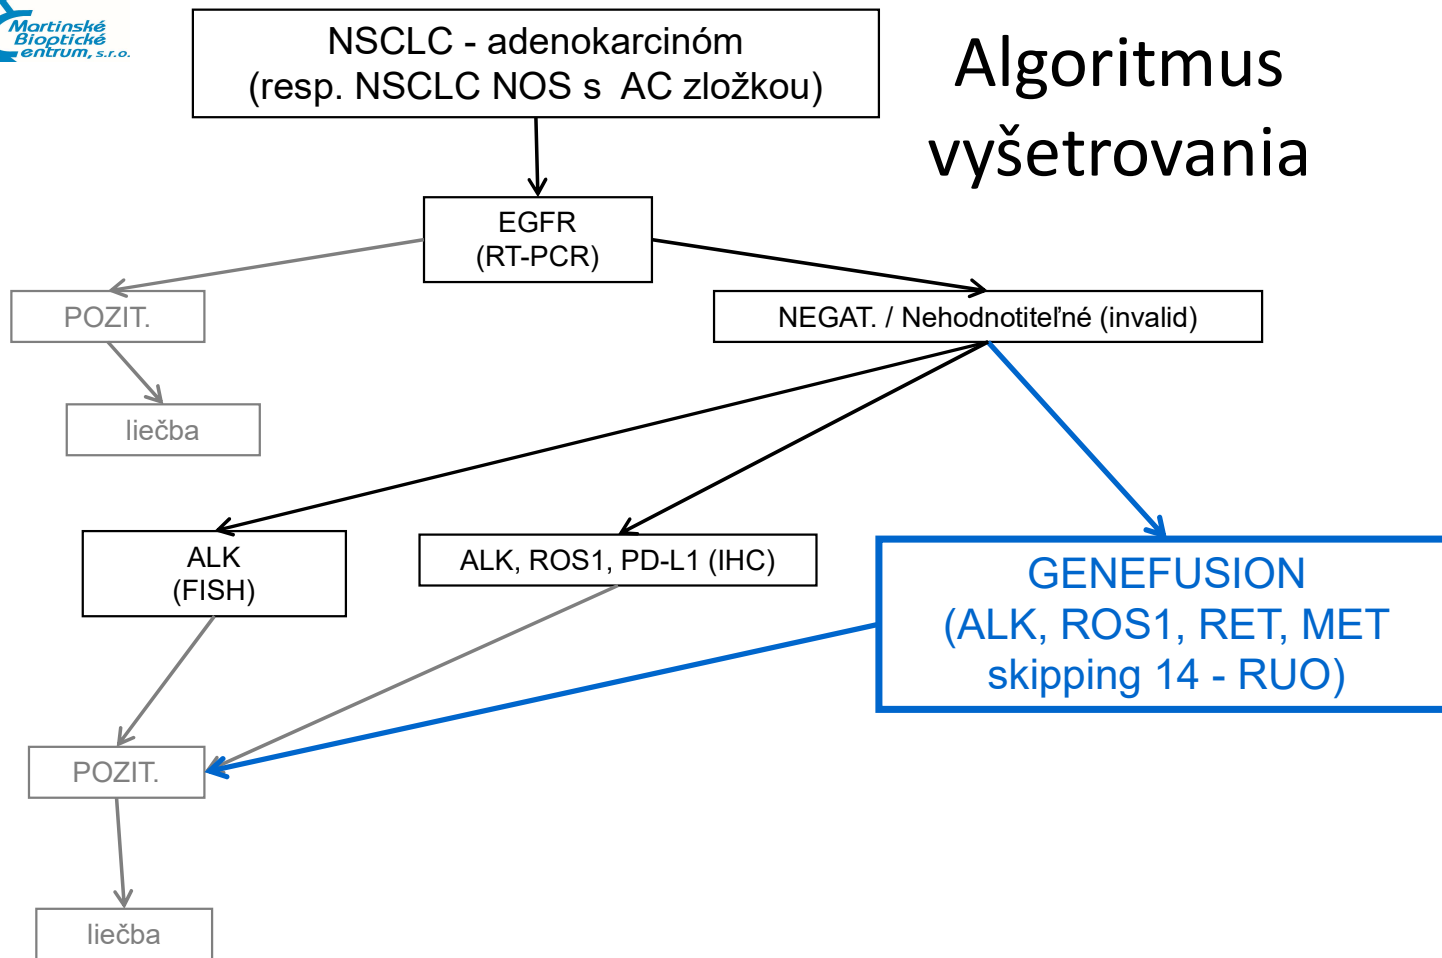 Martinské
Bioptické
entrum, s.r.o.
NSCLC - adenokarcinóm
(resp. NSCLC NOS s AC zložkou)
Algoritmus
vyšetrovania
EGFR
(RT-PCR)
POZIT.
NEGAT. / Nehodnotiteľné (invalid)
liečba
ALK
(FISH)
ALK, ROS1, PD-L1 (IHC)
GENEFUSION
(ALK, ROS1, RET, MET
skipping 14 - RUO)
POZIT.
liečba